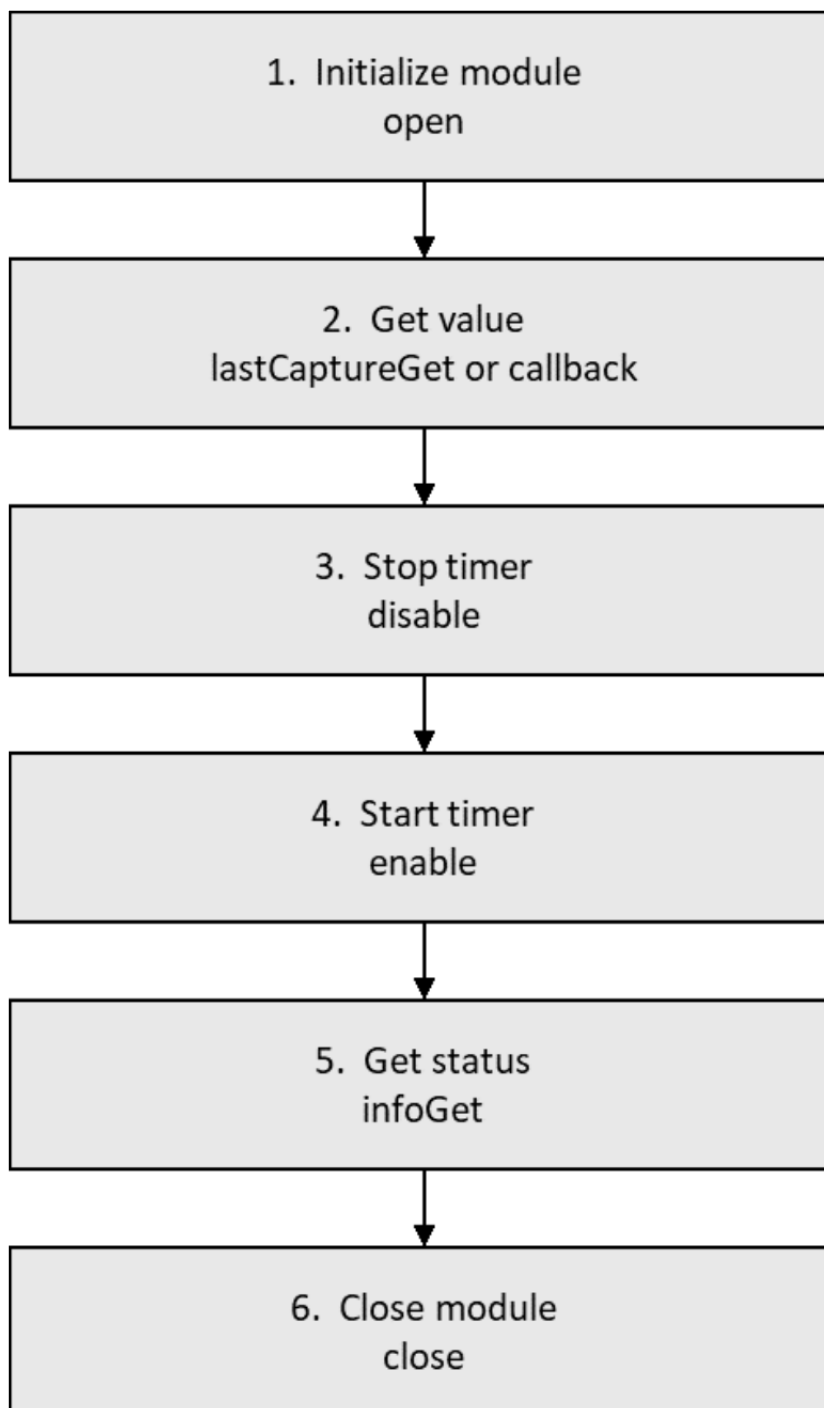 1. Initialize module
open
2. Get value
lastCaptureGet or callback
3. Stop timer
disable
4. Start timer
enable
5. Get status
infoGet
6. Close module
close